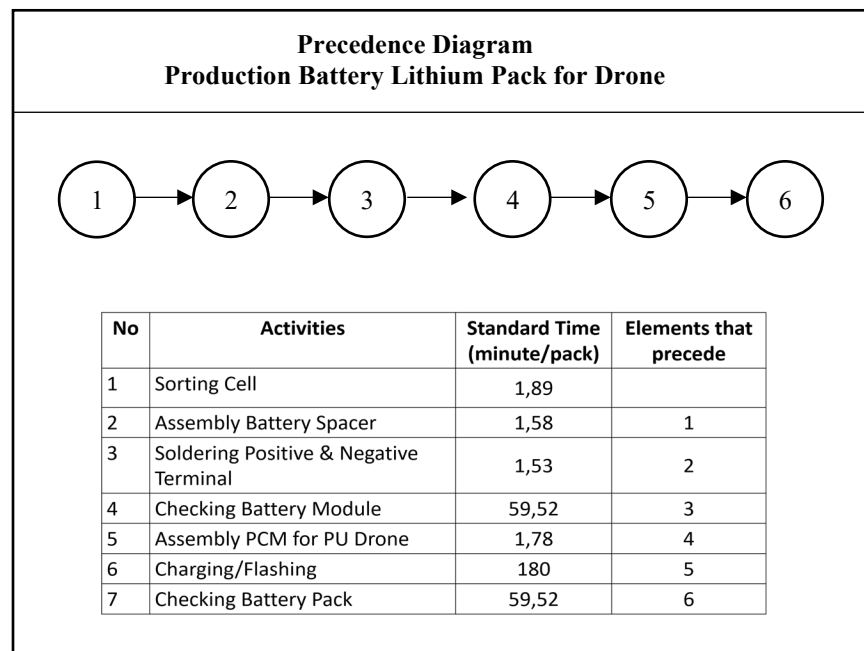 Precedence Diagram
Production Battery Lithium Pack for Drone
1 2 3 4 5 6
No Activities Standard Time (minute/pack) Elements that precede
1 Sorting Cell 1,89
2 Assembly Battery Spacer 1,58 1
3 Soldering Positive & Negative Terminal 1,53 2
4 Checking Battery Module 59,52 3
5 Assembly PCM for PU Drone 1,78 4
6 Charging/Flashing 180 5
7 Checking Battery Pack 59,52 6